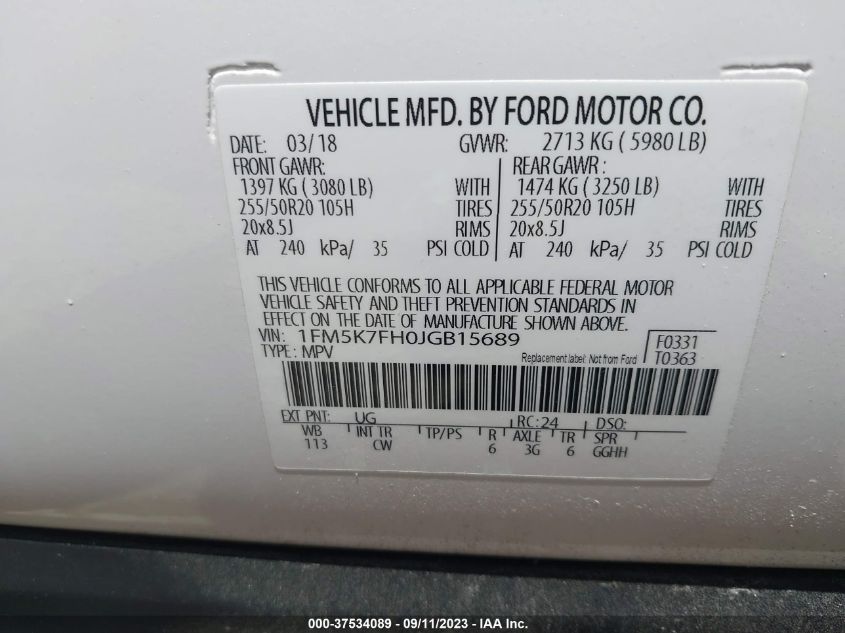 VEHICLE MFD. BY FORD MOTOR CO.
DATE: 03/18 GVWR: 2713 KG ( 5980 LB)
FRONT GAWR: REAR GAWR :
1397 KG ( 3080 LB) WITH 1474 KG ( 3250 LB) WITH
255/50R20 105H TIRES 255/50R20 105H TIRES
20x8.5J RIMS 20x8.5J RIMS
AT 240 kPa/ 35 PSI COLD AT 240 kPa/ 35 PSI COLD
THIS VEHICLE CONFORMS TO ALL APPLICABLE FEDERAL MOTOR
VEHICLE SAFETY AND THEFT PREVENTION STANDARDS IN
EFFECT ON THE DATE OF MANUFACTURE SHOWN ABOVE.
VIN: 1FM5K7FH0JGB15689 F0331
TYPE: MPV Replacement label: Not from Ford T0363
EXT PNT: UG RC: 24 DSO:
WB INT TR TP/PS R AXLE TR SPR
113 CW 6 3G 6 GGHH
000-37534089 - 09/11/2023 - IAA Inc.